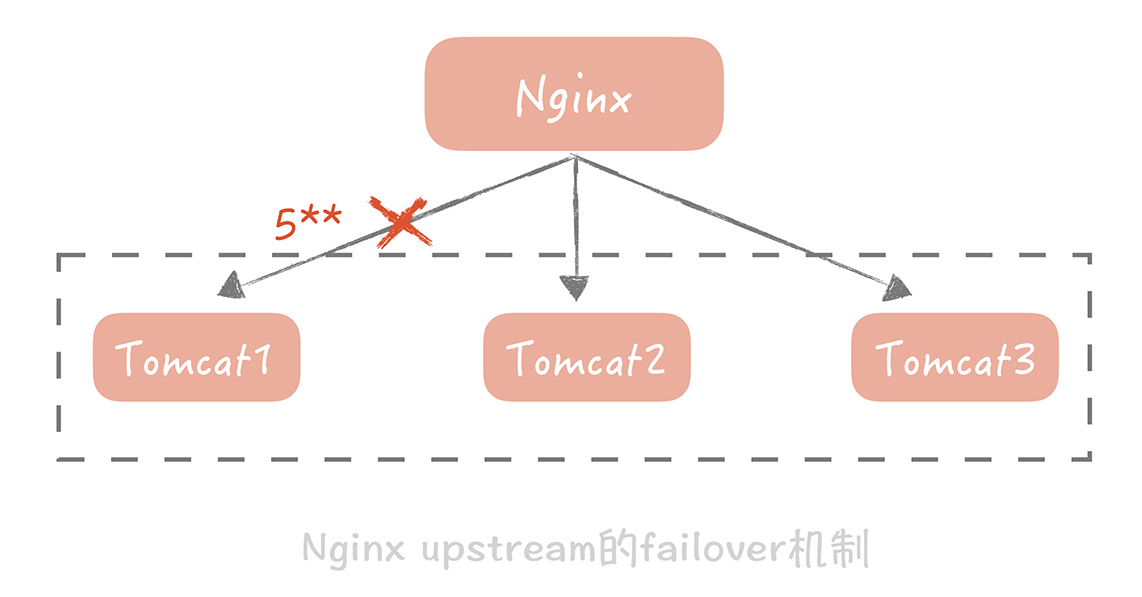 Nginx
5**
Tomcat1
Tomcat2
Tomcat3
Nginx upstream的failover机制